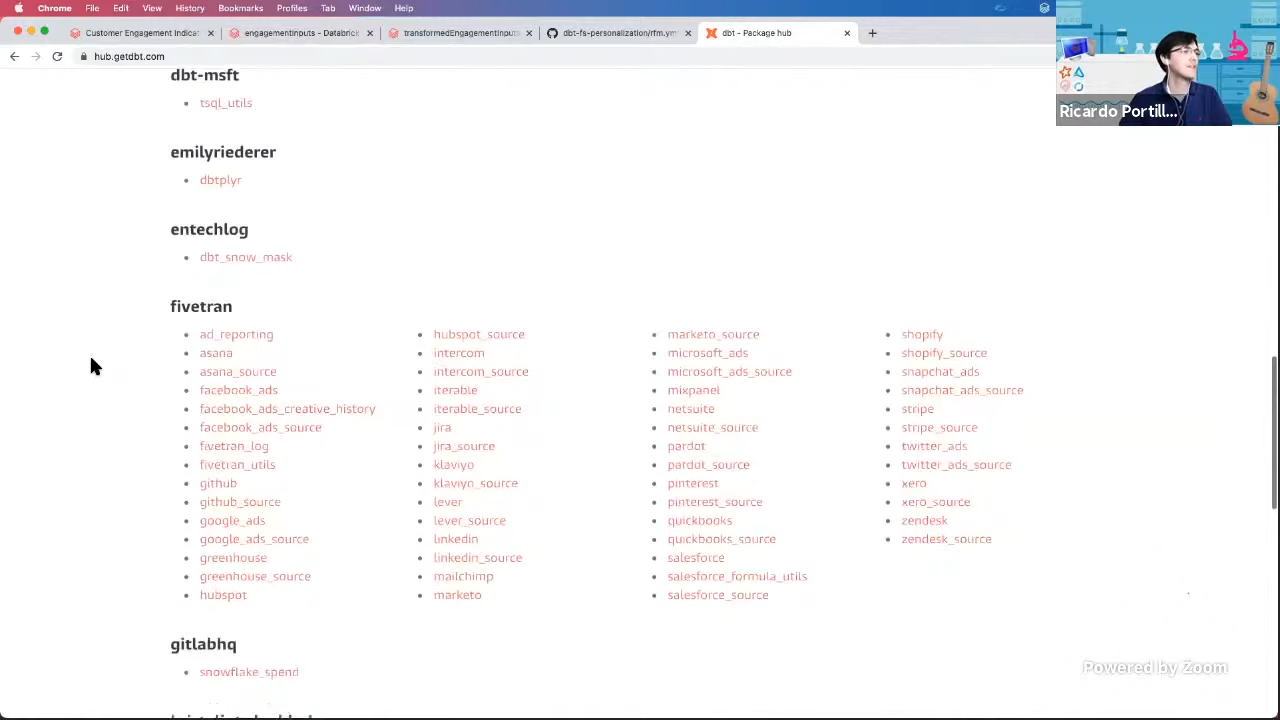 Chrome File Edit View History Bookmarks Profiles Tab Window Help
Customer Engagement Indicat engagementInputs - Databric transformedEngagementInputs dbt-fs-personalization/rfm.ym dbt - Package hub
hub.getdbt.com
Ricardo Portill...
dbt-msft
tsql_utils
emilyriederer
dbtplyr
entechlog
dbt_snow_mask
fivetran
ad_reporting
asana
asana_source
facebook_ads
facebook_ads_creative_history
facebook_ads_source
fivetran_log
fivetran_utils
github
github_source
google_ads
google_ads_source
greenhouse
greenhouse_source
hubspot
hubspot_source
intercom
intercom_source
iterable
iterable_source
jira
jira_source
klaviyo
klaviyo_source
lever
lever_source
linkedin
linkedin_source
mailchimp
marketo
marketo_source
microsoft_ads
microsoft_ads_source
mixpanel
netsuite
netsuite_source
pardot
pardot_source
pinterest
pinterest_source
quickbooks
quickbooks_source
salesforce
salesforce_formula_utils
salesforce_source
shopify
shopify_source
snapchat_ads
snapchat_ads_source
stripe
stripe_source
twitter_ads
twitter_ads_source
xero
xero_source
zendesk
zendesk_source
gitlabhq
snowflake_spend
Powered by Zoom